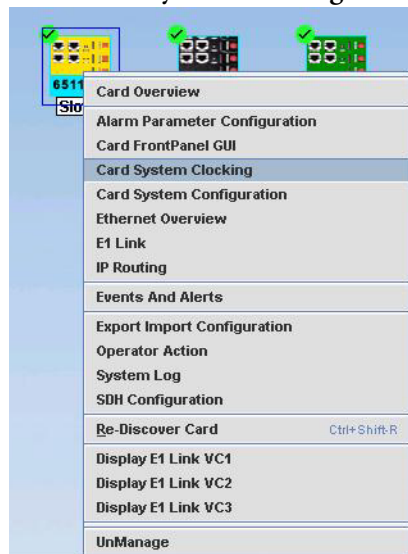 6511
Slo
Card Overview
Alarm Parameter Configuration
Card FrontPanel GUI
Card System Clocking
Card System Configuration
Ethernet Overview
E1 Link
IP Routing
Events And Alerts
Export Import Configuration
Operator Action
System Log
SDH Configuration
Re-Discover Card Ctrl+Shift-R
Display E1 Link VC1
Display E1 Link VC2
Display E1 Link VC3
UnManage